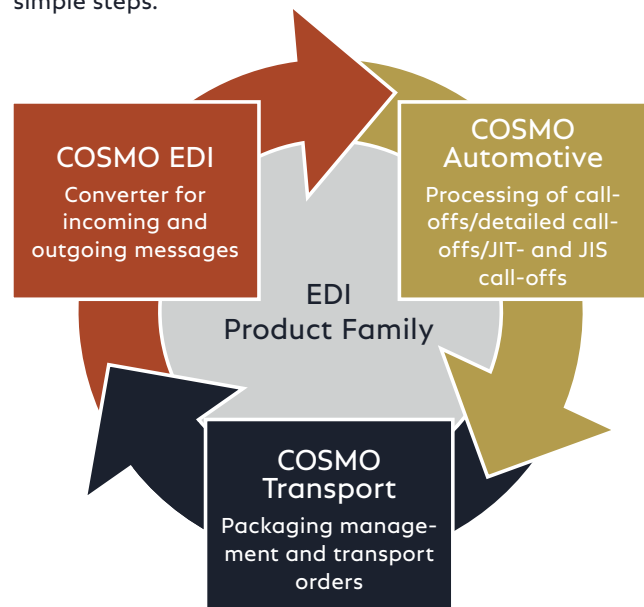 simple steps.
COSMO EDI
Converter for
incoming and
outgoing messages
COSMO
Automotive
Processing of call-
offs/detailed call-
offs/JIT- and JIS
call-offs
EDI
Product Family
COSMO
Transport
Packaging manage-
ment and transport
orders